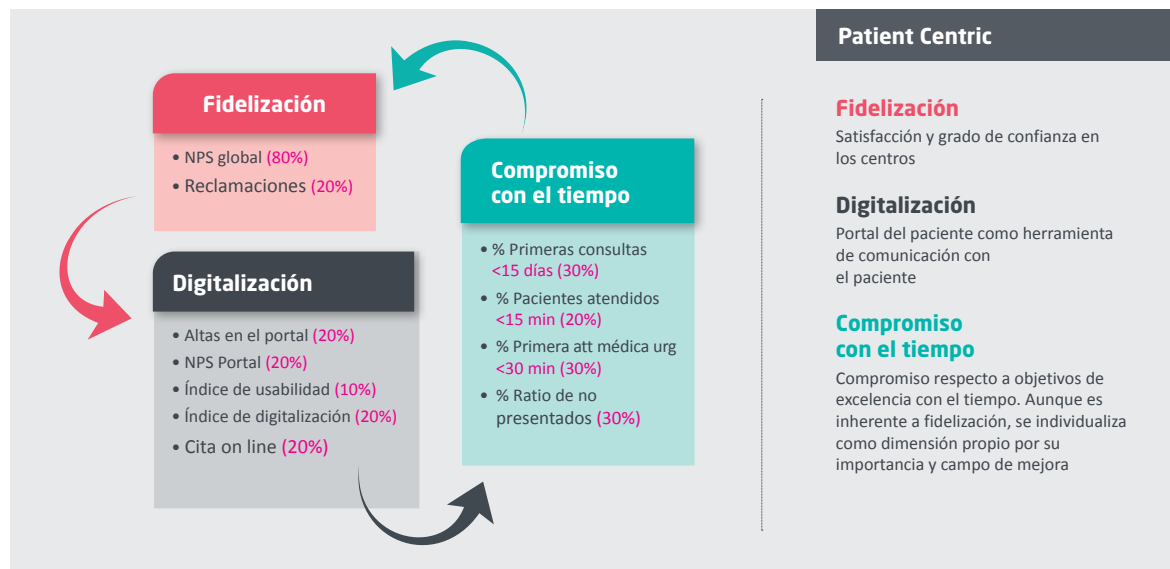 Fidelización
• NPS global (80%)
• Reclamaciones (20%)
Digitalización
• Altas en el portal (20%)
• NPS Portal (20%)
• Índice de usabilidad (10%)
• Índice de digitalización (20%)
• Cita on line (20%)
Compromiso
con el tiempo
• % Primeras consultas
<15 días (30%)
• % Pacientes atendidos
<15 min (20%)
• % Primera att médica urg
<30 min (30%)
• % Ratio de no
presentados (30%)
Patient Centric
Fidelización
Satisfacción y grado de confianza en
los centros
Digitalización
Portal del paciente como herramienta
de comunicación con
el paciente
Compromiso
con el tiempo
Compromiso respecto a objetivos de
excelencia con el tiempo. Aunque es
inherente a fidelización, se individualiza
como dimensión propio por su
importancia y campo de mejora